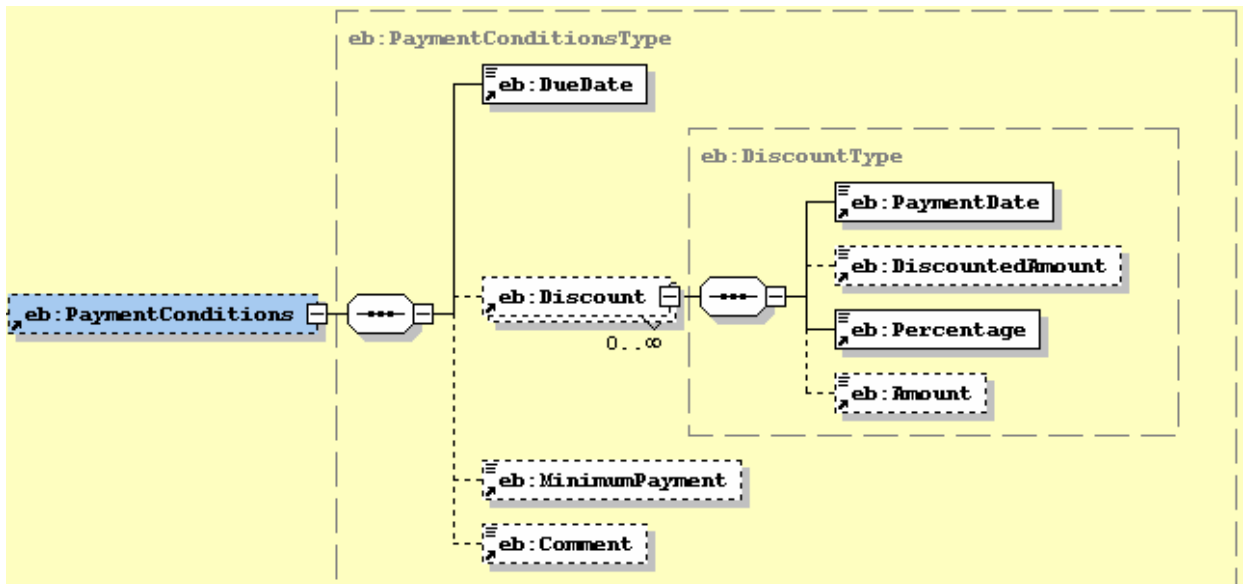 eb:PaymentConditionsType
eb:DueDate
eb:DiscountType
eb:PaymentDate
eb:DiscountedAmount
eb:PaymentConditions
eb:Discount
0..∞
eb:Percentage
eb:Amount
eb:MinimumPayment
eb:Comment